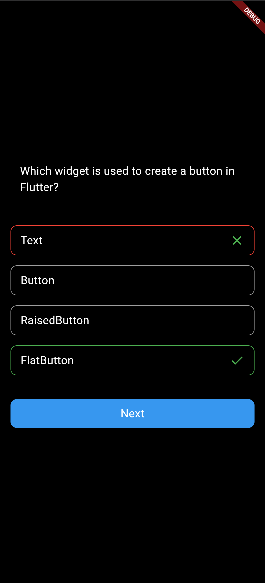 DEBUG
Which widget is used to create a button in
Flutter?
Text
Button
RaisedButton
FlatButton
Next